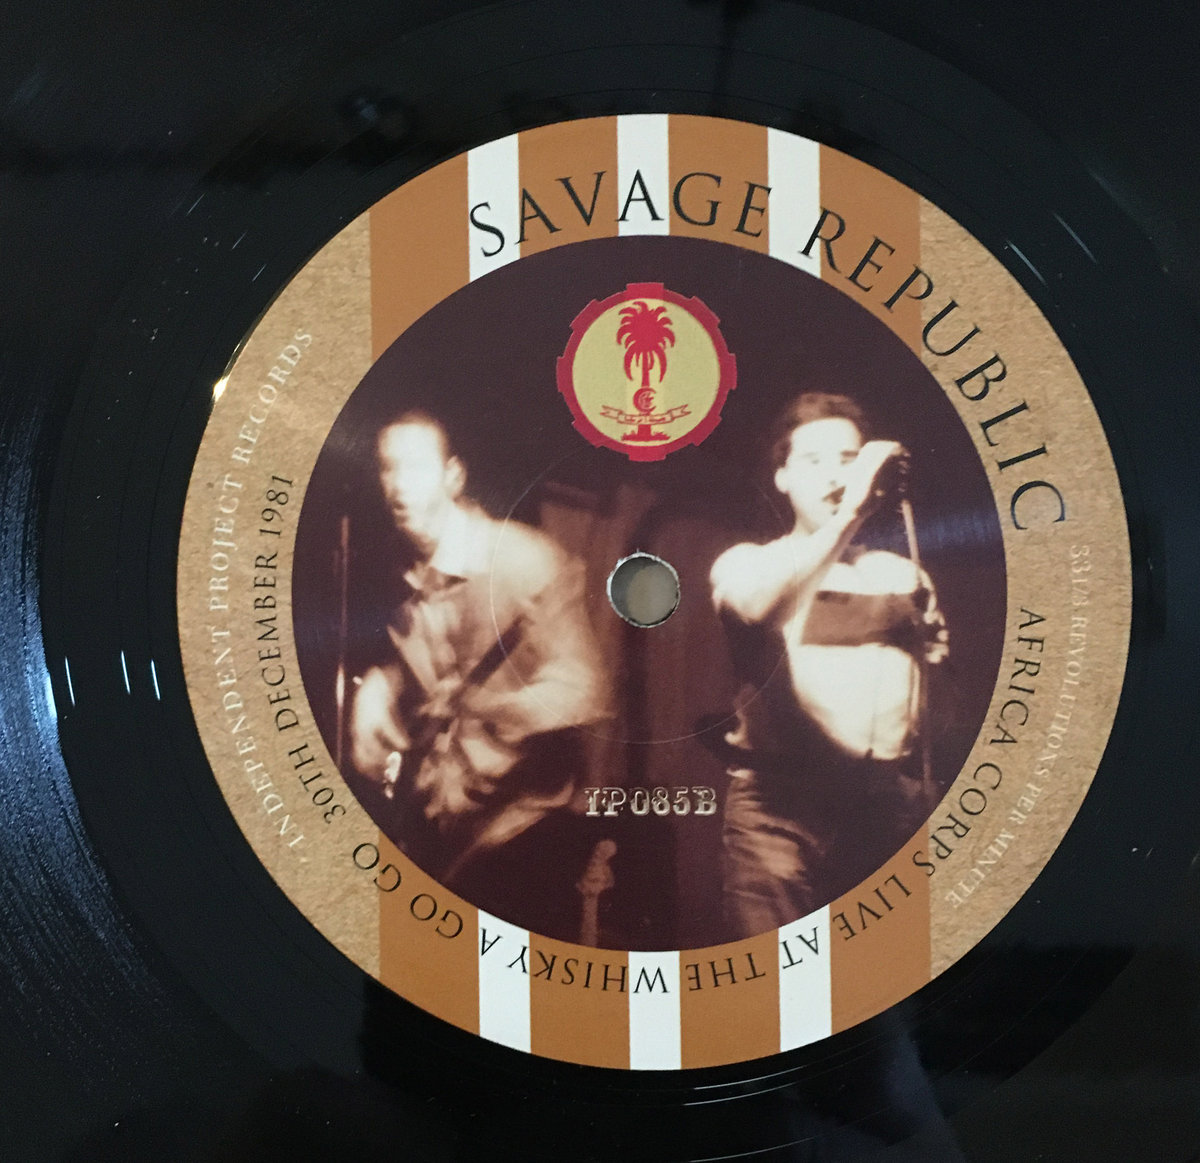 SAVAGE REPUBLIC
AFRICA CORPS LIVE AT THE WHISKY A GO GO
30TH DECEMBER 1981
INDEPENDENT PROJECT RECORDS
33 1/3 REVOLUTIONS PER MINUTE
IP085B